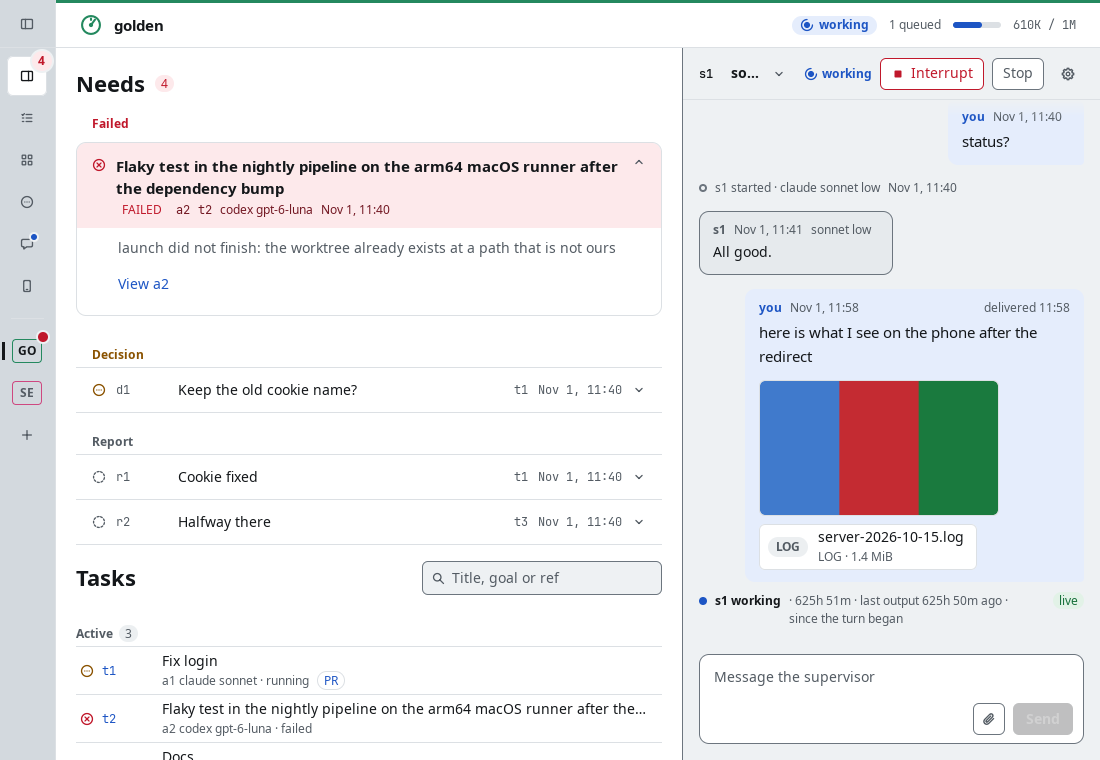 golden
working
1 queued
610K / 1M
4
GO
SE
Needs 4
Failed
Flaky test in the nightly pipeline on the arm64 macOS runner after
the dependency bump
FAILED a2 t2 codex gpt-6-luna Nov 1, 11:40
launch did not finish: the worktree already exists at a path that is not ours
View a2
Decision
d1 Keep the old cookie name? t1 Nov 1, 11:40
Report
r1 Cookie fixed t1 Nov 1, 11:40
r2 Halfway there t3 Nov 1, 11:40
Tasks
Title, goal or ref
Active 3
t1 Fix login
a1 claude sonnet · running PR
t2 Flaky test in the nightly pipeline on the arm64 macOS runner after the…
a2 codex gpt-6-luna · failed
Docs
s1 so… working Interrupt Stop
you Nov 1, 11:40
status?
s1 started · claude sonnet low Nov 1, 11:40
s1 Nov 1, 11:41 sonnet low
All good.
you Nov 1, 11:58 delivered 11:58
here is what I see on the phone after the
redirect
LOG server-2026-10-15.log
LOG · 1.4 MiB
s1 working · 625h 51m · last output 625h 50m ago · live
since the turn began
Message the supervisor
Send